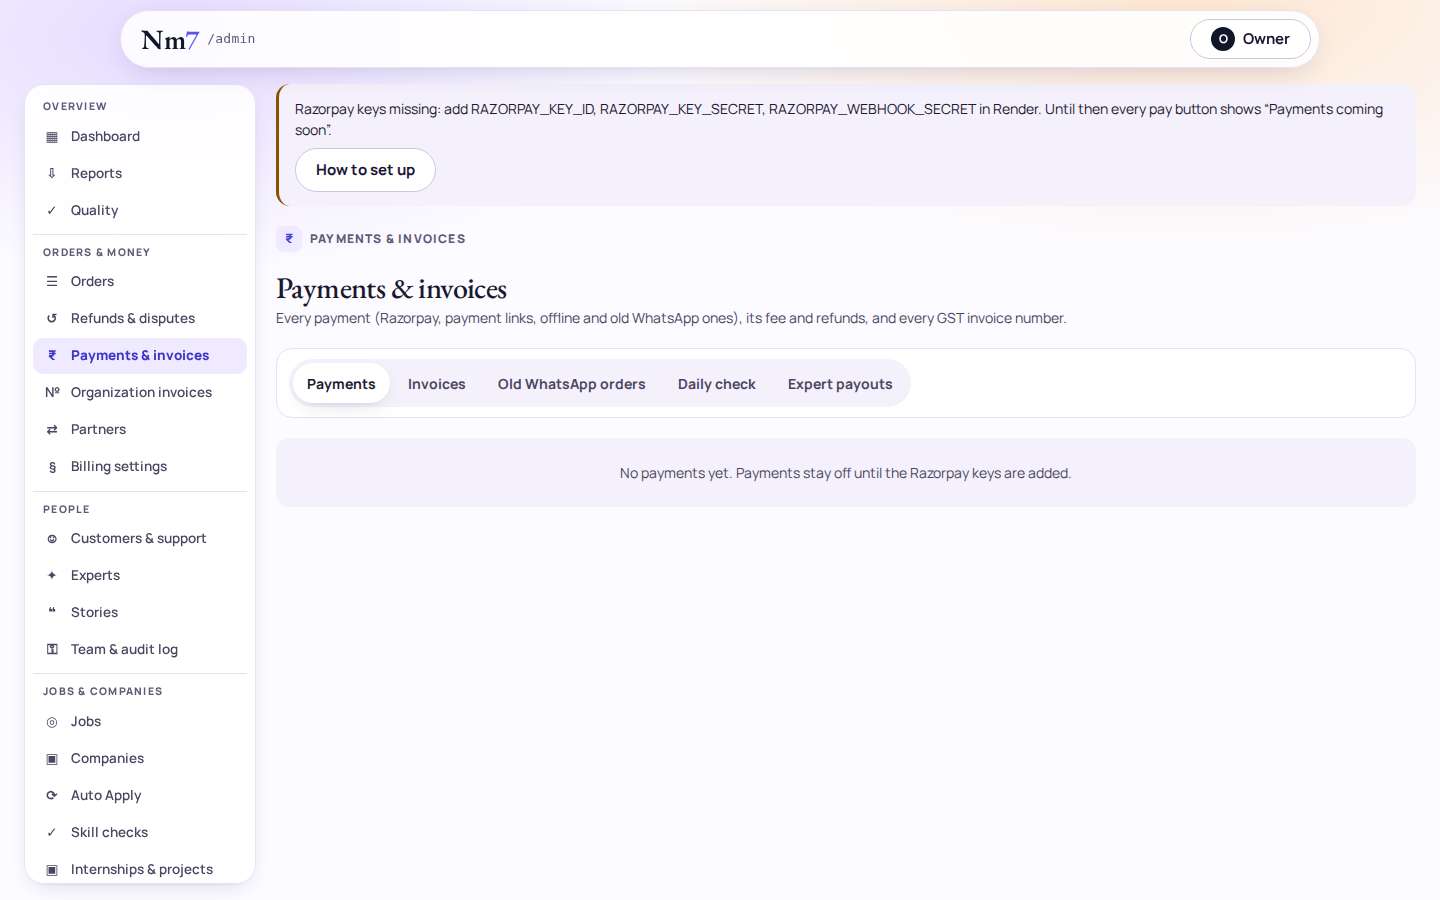 Nm7 /admin
O Owner
OVERVIEW
Dashboard
Reports
Quality
ORDERS & MONEY
Orders
Refunds & disputes
₹ Payments & invoices
Nº Organization invoices
Partners
§ Billing settings
PEOPLE
Customers & support
Experts
Stories
Team & audit log
JOBS & COMPANIES
Jobs
Companies
Auto Apply
Skill checks
Internships & projects
Razorpay keys missing: add RAZORPAY_KEY_ID, RAZORPAY_KEY_SECRET, RAZORPAY_WEBHOOK_SECRET in Render. Until then every pay button shows “Payments coming
soon”.
How to set up
₹ PAYMENTS & INVOICES
Payments & invoices
Every payment (Razorpay, payment links, offline and old WhatsApp ones), its fee and refunds, and every GST invoice number.
Payments Invoices Old WhatsApp orders Daily check Expert payouts
No payments yet. Payments stay off until the Razorpay keys are added.